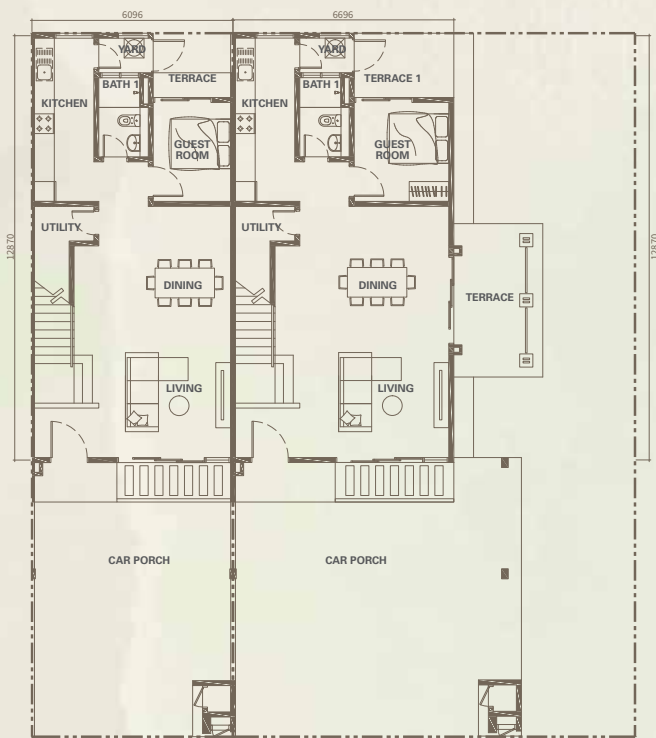 6096
6696
YARD
YARD
TERRACE
TERRACE 1
BATH 1
BATH 1
KITCHEN
KITCHEN
GUEST
ROOM
GUEST
ROOM
UTILITY
UTILITY
12870
12870
DINING
DINING
TERRACE
LIVING
LIVING
CAR PORCH
CAR PORCH